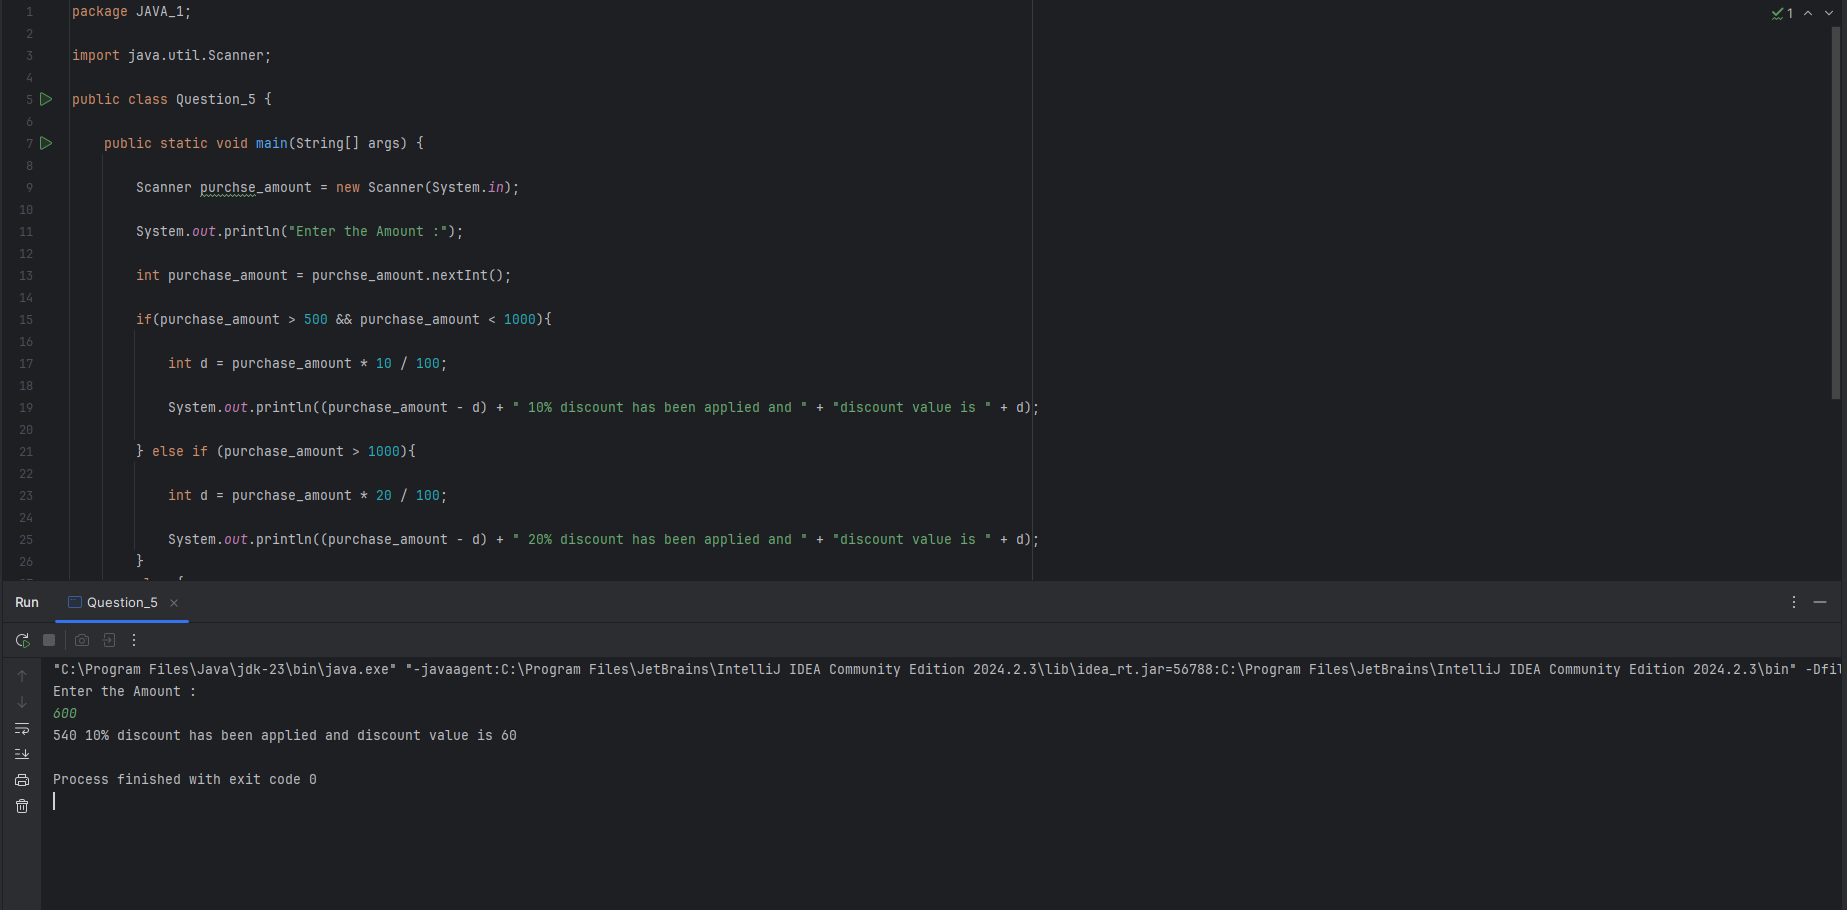 1 package JAVA_1;
2
3 import java.util.Scanner;
4
5 public class Question_5 {
6
7 public static void main(String[] args) {
8
9 Scanner purchse_amount = new Scanner(System.in);
10
11 System.out.println("Enter the Amount :");
12
13 int purchase_amount = purchse_amount.nextInt();
14
15 if(purchase_amount > 500 && purchase_amount < 1000){
16
17 int d = purchase_amount * 10 / 100;
18
19 System.out.println((purchase_amount - d) + " 10% discount has been applied and " + "discount value is " + d);
20
21 } else if (purchase_amount > 1000){
22
23 int d = purchase_amount * 20 / 100;
24
25 System.out.println((purchase_amount - d) + " 20% discount has been applied and " + "discount value is " + d);
26 }
1
Run Question_5
"C:\Program Files\Java\jdk-23\bin\java.exe" "-javaagent:C:\Program Files\JetBrains\IntelliJ IDEA Community Edition 2024.2.3\lib\idea_rt.jar=56788:C:\Program Files\JetBrains\IntelliJ IDEA Community Edition 2024.2.3\bin" -Dfil
Enter the Amount :
600
540 10% discount has been applied and discount value is 60
Process finished with exit code 0